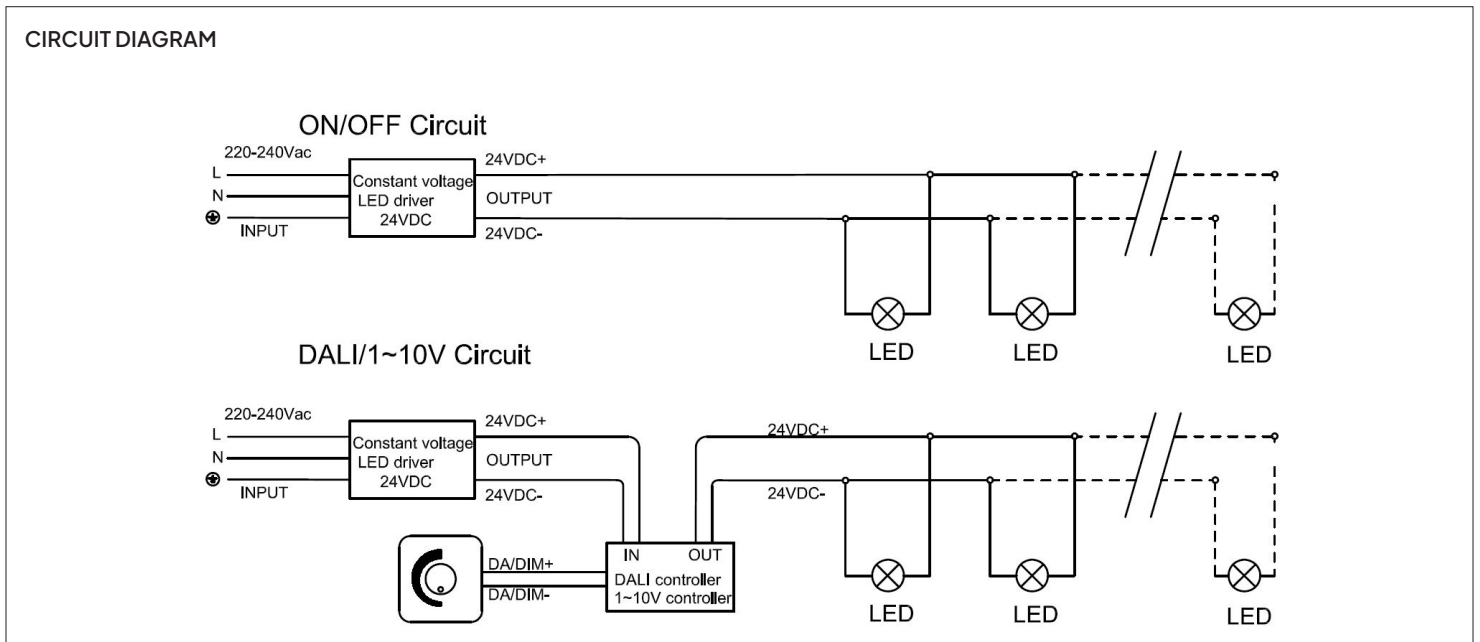 CIRCUIT DIAGRAM
ON/OFF Circuit
220-240Vac
L
N
INPUT
Constant voltage
LED driver
24VDC
24VDC+
OUTPUT
24VDC-
LED
LED
LED
DALI/1~10V Circuit
220-240Vac
L
N
INPUT
Constant voltage
LED driver
24VDC
24VDC+
OUTPUT
24VDC-
DA/DIM+
DA/DIM-
IN OUT
DALI controller
1~10V controller
24VDC+
24VDC-
LED
LED
LED